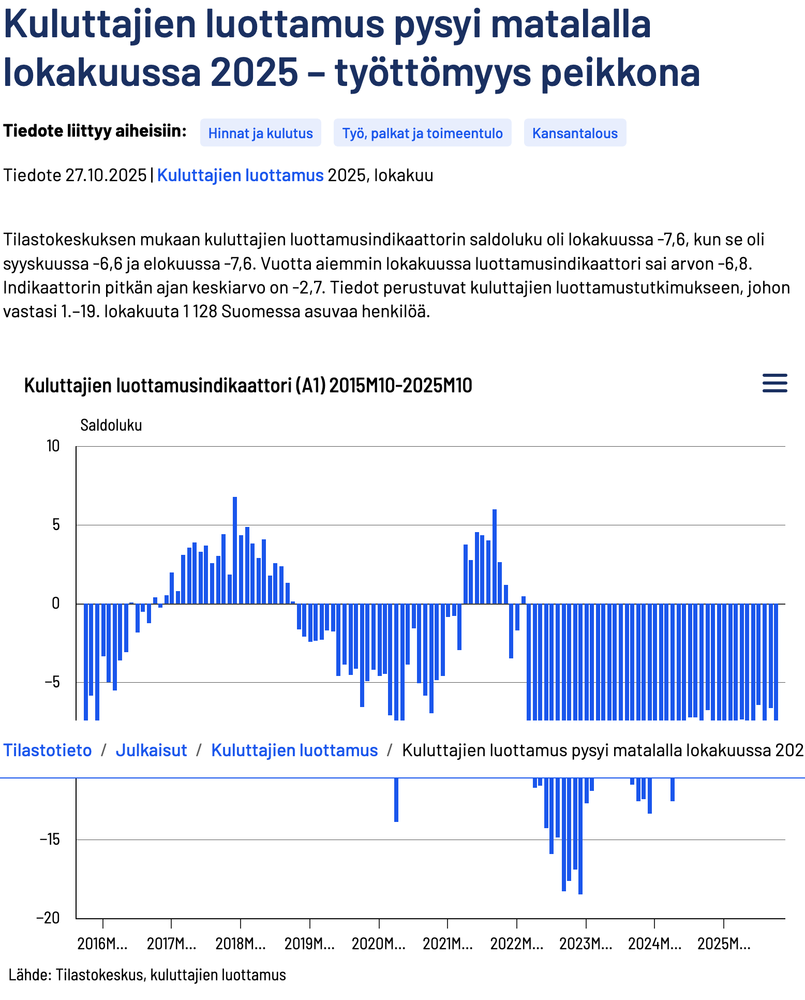 Kuluttajien luottamus pysyi matalalla
lokakuussa 2025 – työttömyys peikkona
Tiedote liittyy aiheisiin: Hinnat ja kulutus Työ, palkat ja toimeentulo Kansantalous
Tiedote 27.10.2025 | Kuluttajien luottamus 2025, lokakuu
Tilastokeskuksen mukaan kuluttajien luottamusindikaattorin saldoluku oli lokakuussa -7,6, kun se oli
syyskuussa -6,6 ja elokuussa -7,6. Vuotta aiemmin lokakuussa luottamusindikaattori sai arvon -6,8.
Indikaattorin pitkän ajan keskiarvo on -2,7. Tiedot perustuvat kuluttajien luottamustutkimukseen, johon
vastasi 1.–19. lokakuuta 1 128 Suomessa asuvaa henkilöä.
Kuluttajien luottamusindikaattori (A1) 2015M10-2025M10
Saldoluku
10
5
0
−5
Tilastotieto / Julkaisut / Kuluttajien luottamus / Kuluttajien luottamus pysyi matalalla lokakuussa 202
−15
−20
2016M... 2017M... 2018M... 2019M... 2020M... 2021M... 2022M... 2023M... 2024M... 2025M...
Lähde: Tilastokeskus, kuluttajien luottamus